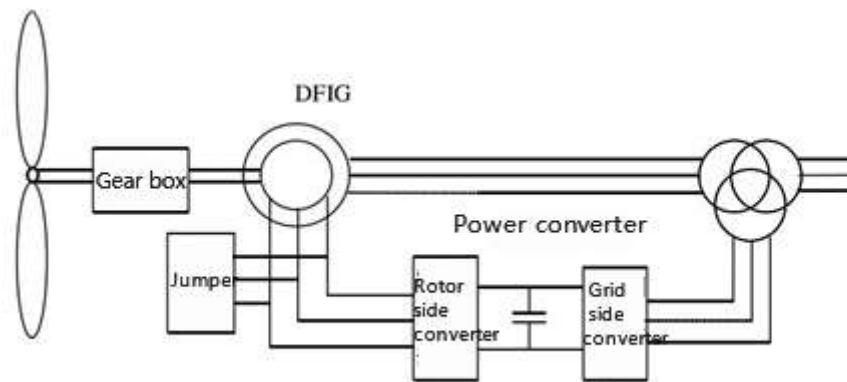 DFIG
Gear box
Power converter
Jumper
Rotor
side
converter
Grid
side
converter